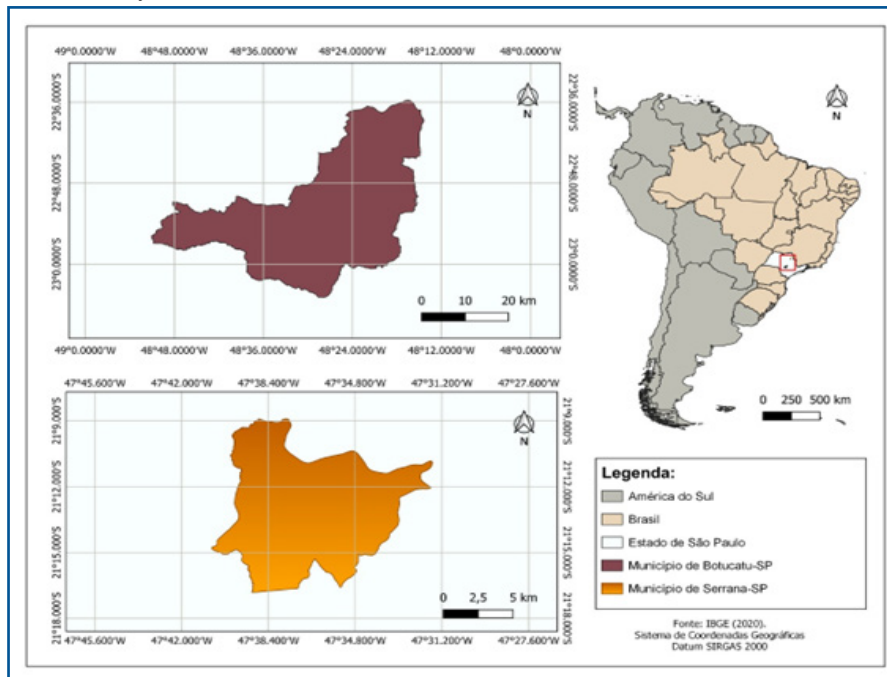 49°0.0000'W 48°48.0000'W 48°36.0000'W 48°24.0000'W 48°12.0000'W 48°0.0000'W
22°36.0000'S 22°48.0000'S 23°0.0000'S
22°36.0000'S 22°48.0000'S 23°0.0000'S
N
0 10 20 km
49°0.0000'W 48°48.0000'W 48°36.0000'W 48°24.0000'W 48°12.0000'W 48°0.0000'W
47°45.600'W 47°42.000'W 47°38.400'W 47°34.800'W 47°31.200'W 47°27.600'W
21°9.000'S 21°12.000'S 21°15.000'S 21°18.000'S
21°9.000'S 21°12.000'S 21°15.000'S 21°18.000'S
N
0 2,5 5 km
47°45.600'W 47°42.000'W 47°38.400'W 47°34.800'W 47°31.200'W 47°27.600'W
N
0 250 500 km
Legenda:
América do Sul
Brasil
Estado de São Paulo
Município de Botucatu-SP
Município de Serrana-SP
Fonte: IBGE (2020).
Sistema de Coordenadas Geográficas
Datum SIRGAS 2000